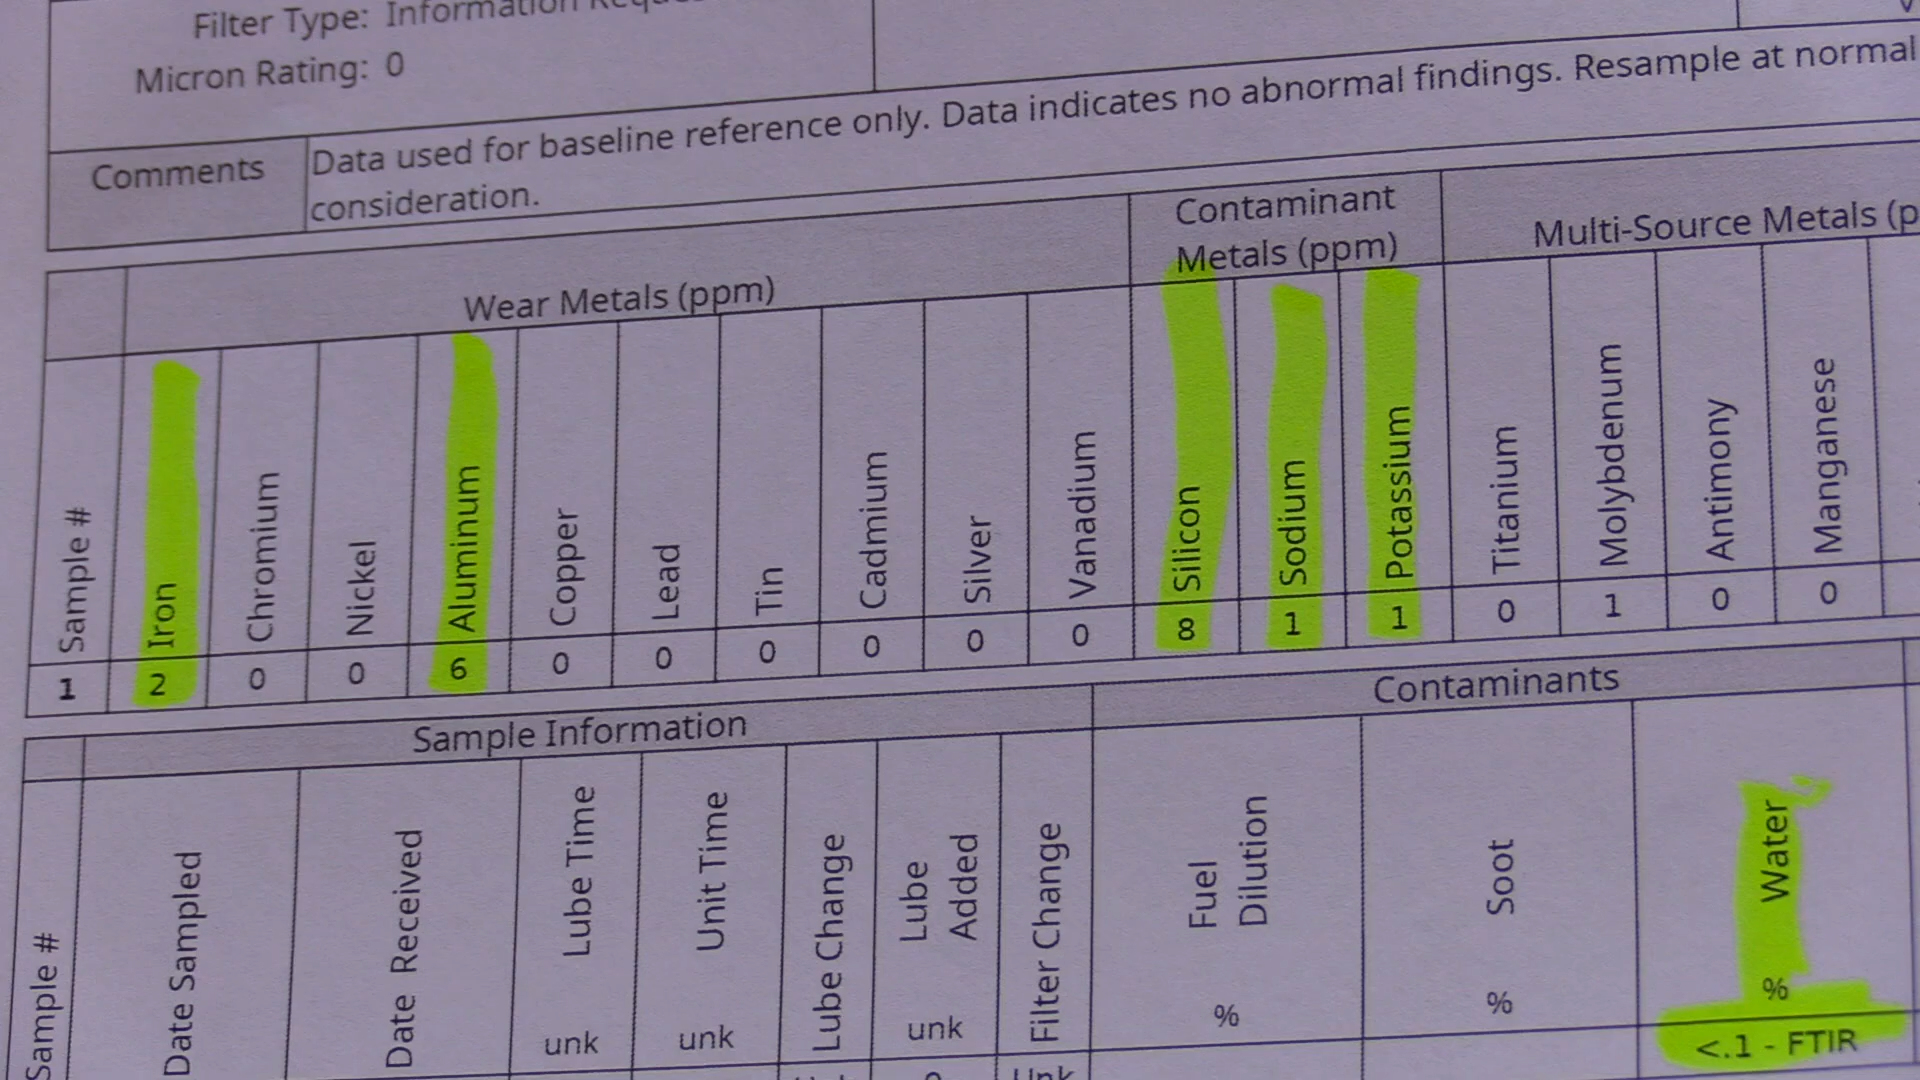 Filter Type: Information
Micron Rating: 0
Comments
Data used for baseline reference only. Data indicates no abnormal findings. Resample at normal
consideration.
Wear Metals (ppm)
Contaminant
Metals (ppm)
Multi-Source Metals (p
Sample #
Iron
Chromium
Nickel
Aluminum
Copper
Lead
Tin
Cadmium
Silver
Vanadium
Silicon
Sodium
Potassium
Titanium
Molybdenum
Antimony
Manganese
1 2 0 0 6 0 0 0 0 0 0 8 1 1 0 1 0 0
Sample Information
Contaminants
Sample #
Date Sampled
Date Received
Lube Time
unk
Unit Time
unk
Lube Change
Lube
Added
unk
Filter Change
Fuel
Dilution
%
Soot
%
Water
%
<.1 - FTIR